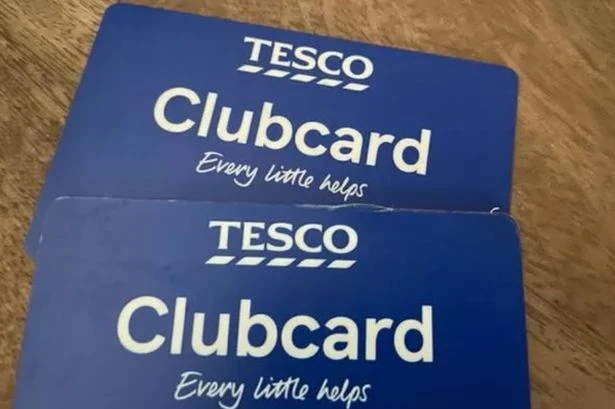 TESCO
Clubcard
Every little helps
TESCO
Clubcard
Every little helps